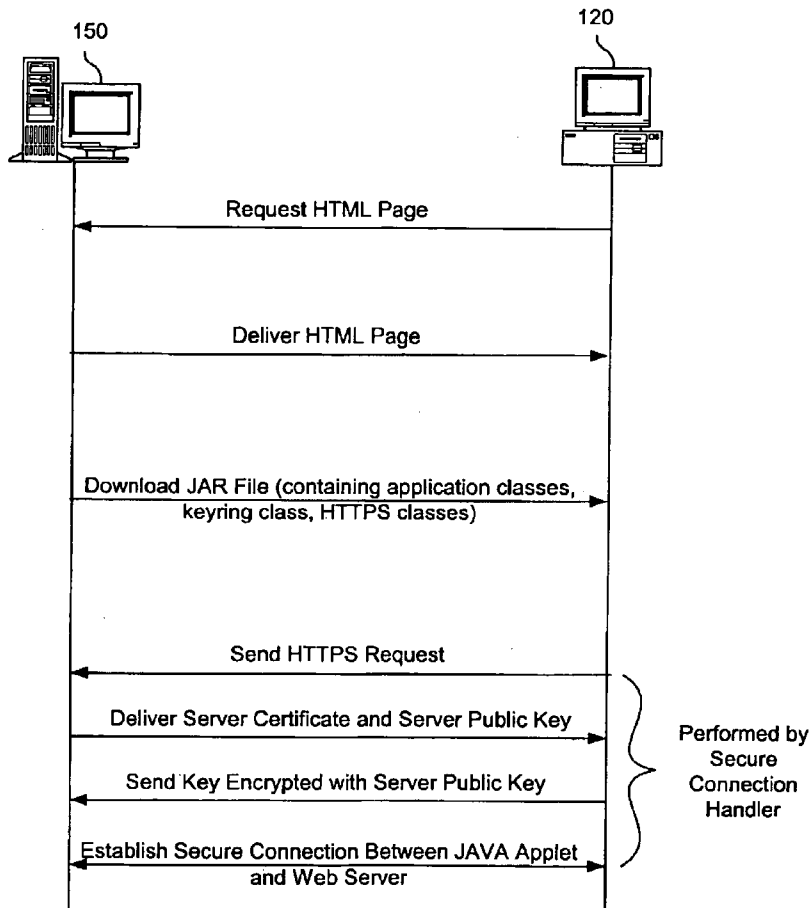 150
120
Request HTML Page
Deliver HTML Page
Download JAR File (containing application classes,
keyring class, HTTPS classes)
Send HTTPS Request
Deliver Server Certificate and Server Public Key
Send Key Encrypted with Server Public Key
Establish Secure Connection Between JAVA Applet
and Web Server
Performed by
Secure
Connection
Handler